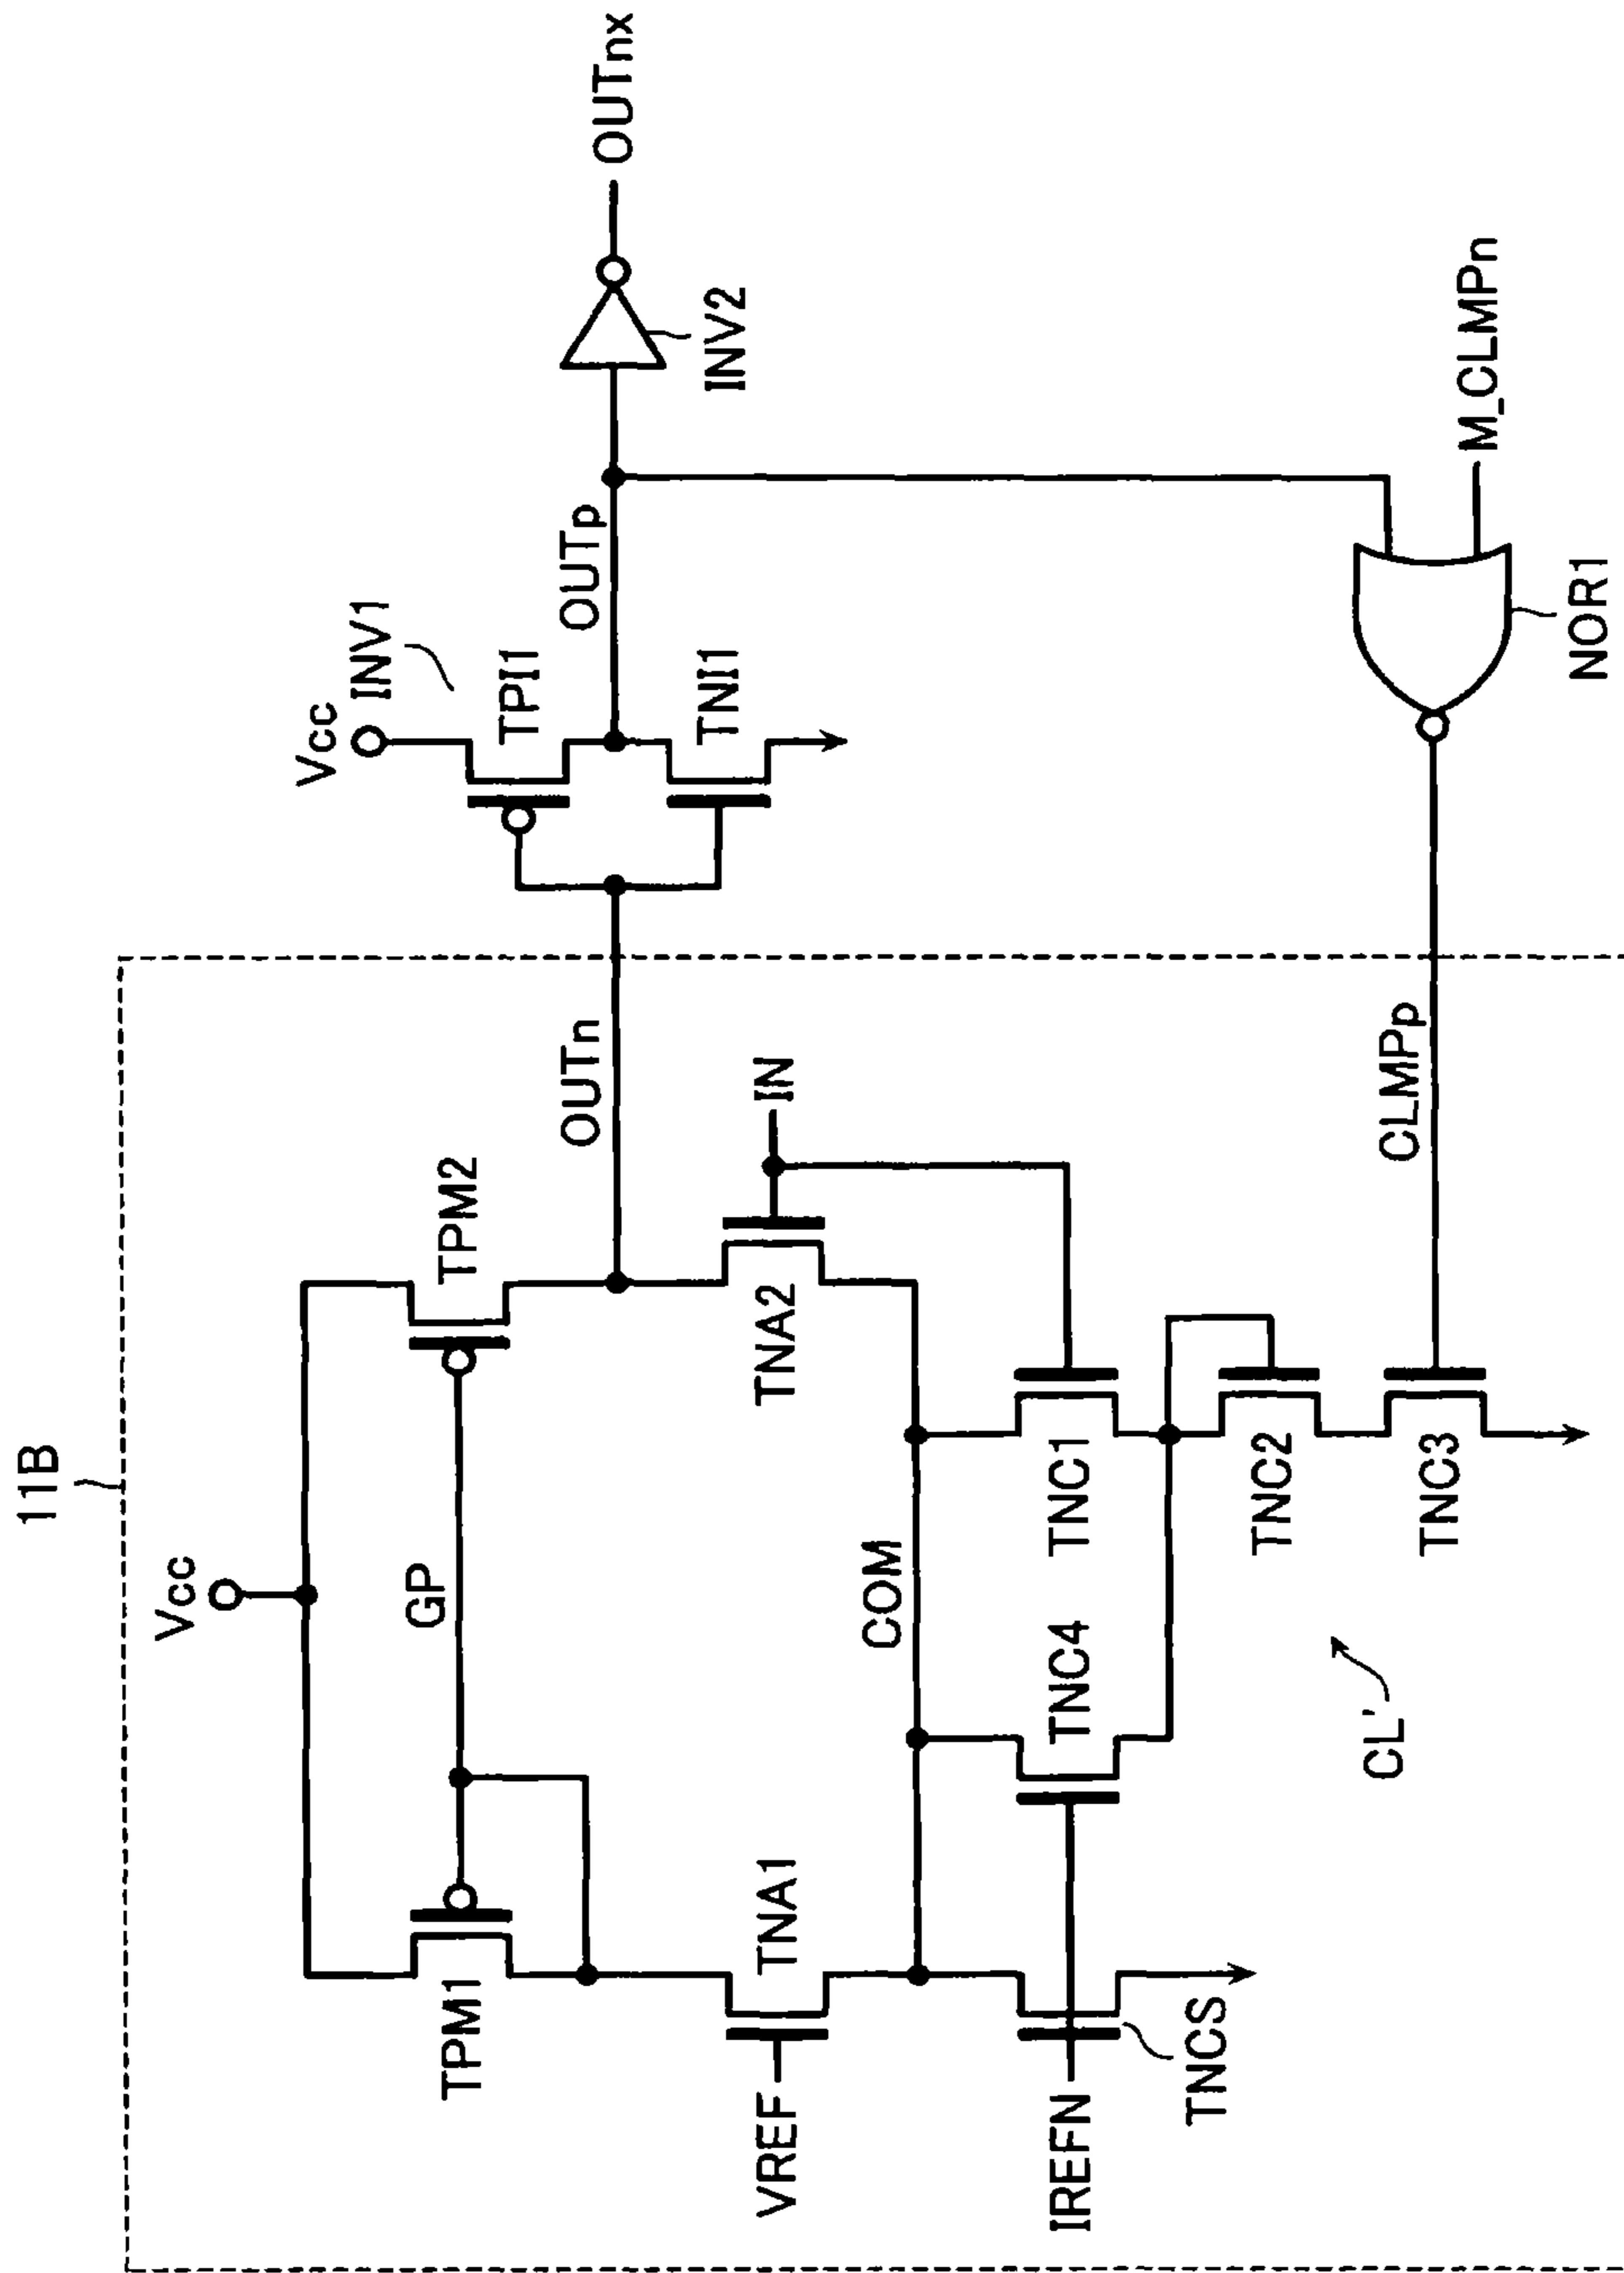 11B
Vcc
GP
TPM1
TPM2
VREF
TNA1
TNA2
IN
OUTn
COM
IREFN
TNCS
TNC4
TNC1
TNC2
TNC3
CL'
CLMPp
Vcc
INV1
TPI1
TNI1
OUTp
INV2
OUTnx
NOR1
M_CLMPn